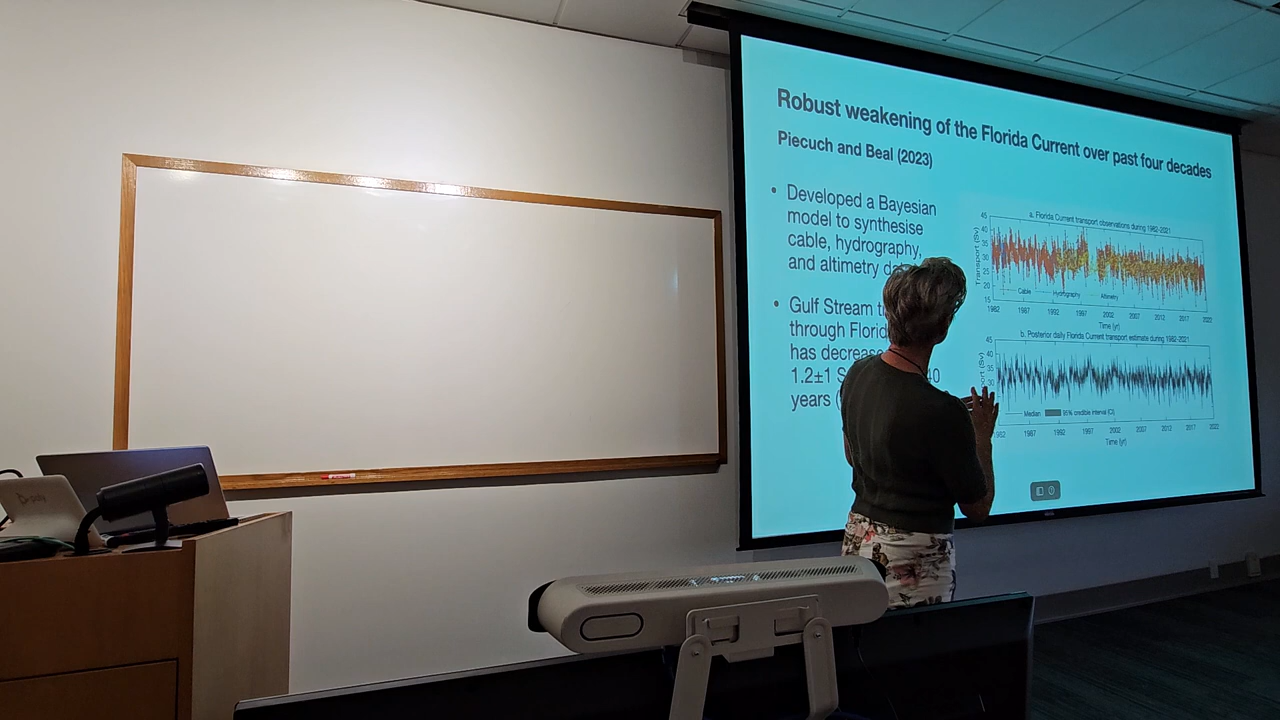 Robust weakening of the Florida Current over past four decades
Piecuch and Beal (2023)
• Developed a Bayesian
model to synthesise
cable, hydrography,
and altimetry
• Gulf Stream
through
has
1.2±1 40
years (
a. Florida Current transport observations during 1982-2021
Transport (Sv)
45
40
35
30
25
20
15
Cable Hydrography Altimetry
1982 1987 1992 1997 2002 2007 2012 2017 2022
Time (yr)
b. Posterior daily Florida Current transport estimate during 1982-2021
(Sv)
45
40
35
30
Median 95% credible interval (CI)
1982 1987 1992 1997 2002 2007 2012 2017 2022
Time (yr)